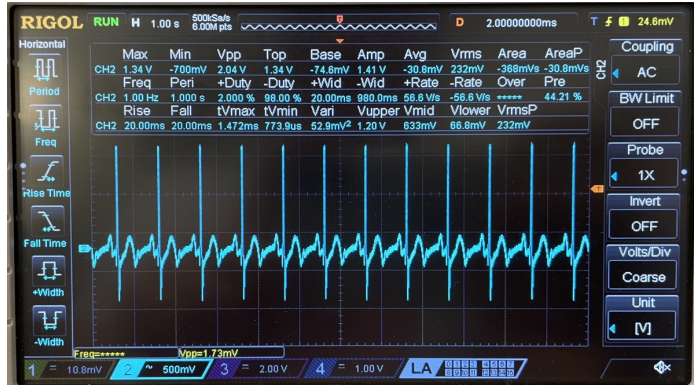 RIGOL RUN H 1.00 s 500kSa/s 6.00M pts D 2.00000000ms T 24.6mV
Horizontal
Period
Freq
Rise Time
Fall Time
+Width
-Width
Max Min Vpp Top Base Amp Avg Vrms Area AreaP
CH2 1.34 V -700mV 2.04 V 1.34 V -74.6mV 1.41 V -30.8mV 232mV -368mVs -30.8mVs
Freq Peri +Duty -Duty +Wid -Wid +Rate -Rate Over Pre
CH2 1.00 Hz 1.000 s 2.000 % 98.00 % 20.00ms 980.0ms 56.6 V/s -56.6 V/s ***** 44.21 %
Rise Fall tVmax tVmin Vari Vupper Vmid Vlower VrmsP
CH2 20.00ms 20.00ms 1.472ms 773.9us 52.9mV² 1.20 V 633mV 66.8mV 232mV
T
2
CH2
Coupling
AC
BW Limit
OFF
Probe
1X
Invert
OFF
Volts/Div
Coarse
Unit
[V]
Freq=***** Vpp=1.73mV
1 = 10.8mV 2 ~ 500mV 3 = 2.00 V 4 = 1.00 V LA